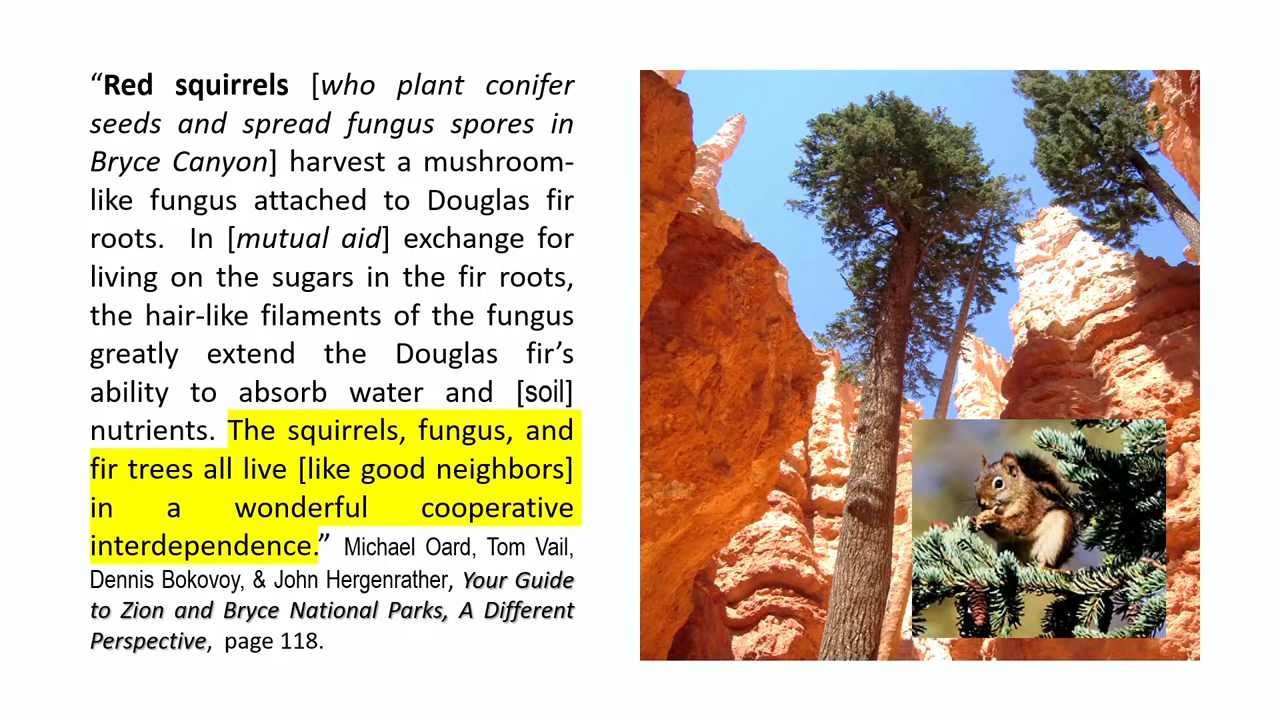 “Red squirrels [who plant conifer
seeds and spread fungus spores in
Bryce Canyon] harvest a mushroom-
like fungus attached to Douglas fir
roots. In [mutual aid] exchange for
living on the sugars in the fir roots,
the hair-like filaments of the fungus
greatly extend the Douglas fir’s
ability to absorb water and [soil]
nutrients. The squirrels, fungus, and
fir trees all live [like good neighbors]
in a wonderful cooperative
interdependence.” Michael Oard, Tom Vail,
Dennis Bokovoy, & John Hergenrather, Your Guide
to Zion and Bryce National Parks, A Different
Perspective, page 118.